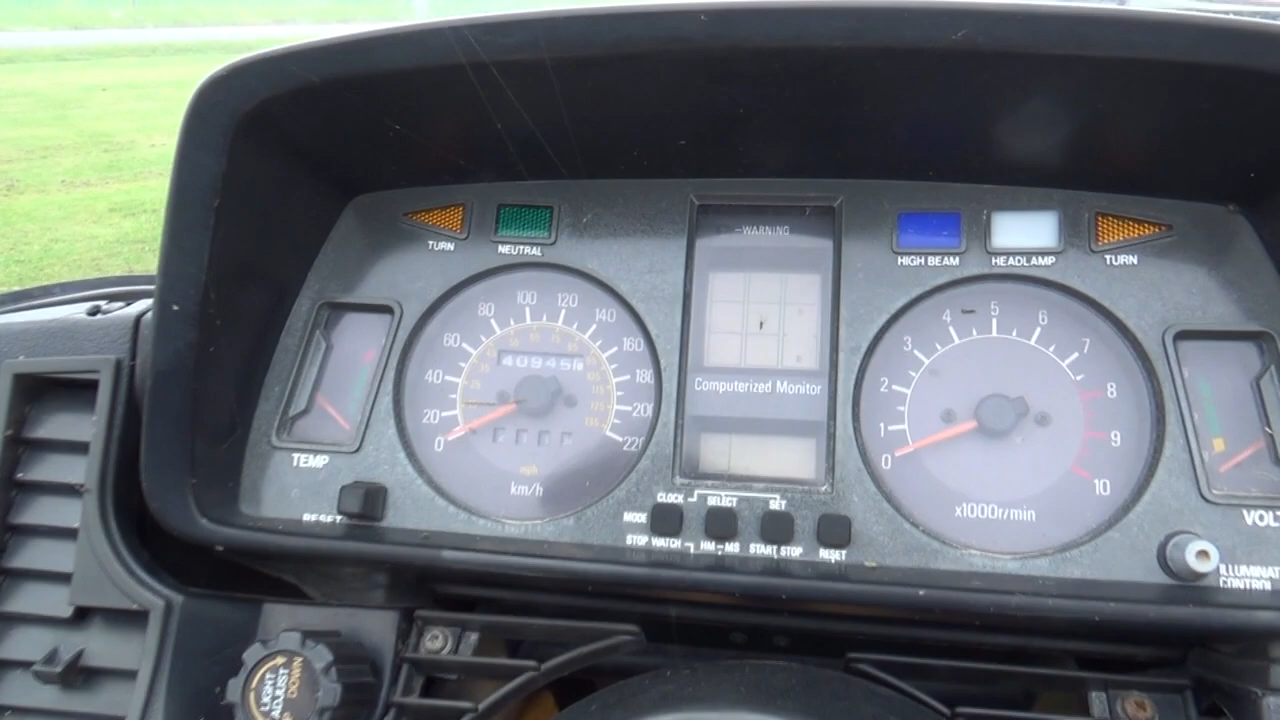 WARNING
TURN
NEUTRAL
HIGH BEAM
HEADLAMP
TURN
0
20
40
60
80
100
120
140
160
180
200
220
40945
mph
km/h
Computerized Monitor
0
1
2
3
4
5
6
7
8
9
10
x1000r/min
TEMP
RESET
CLOCK
SELECT
SET
MODE
STOP WATCH
HM-MS
START STOP
RESET
CONTROL
LIGHT
ADJUST
DOWN